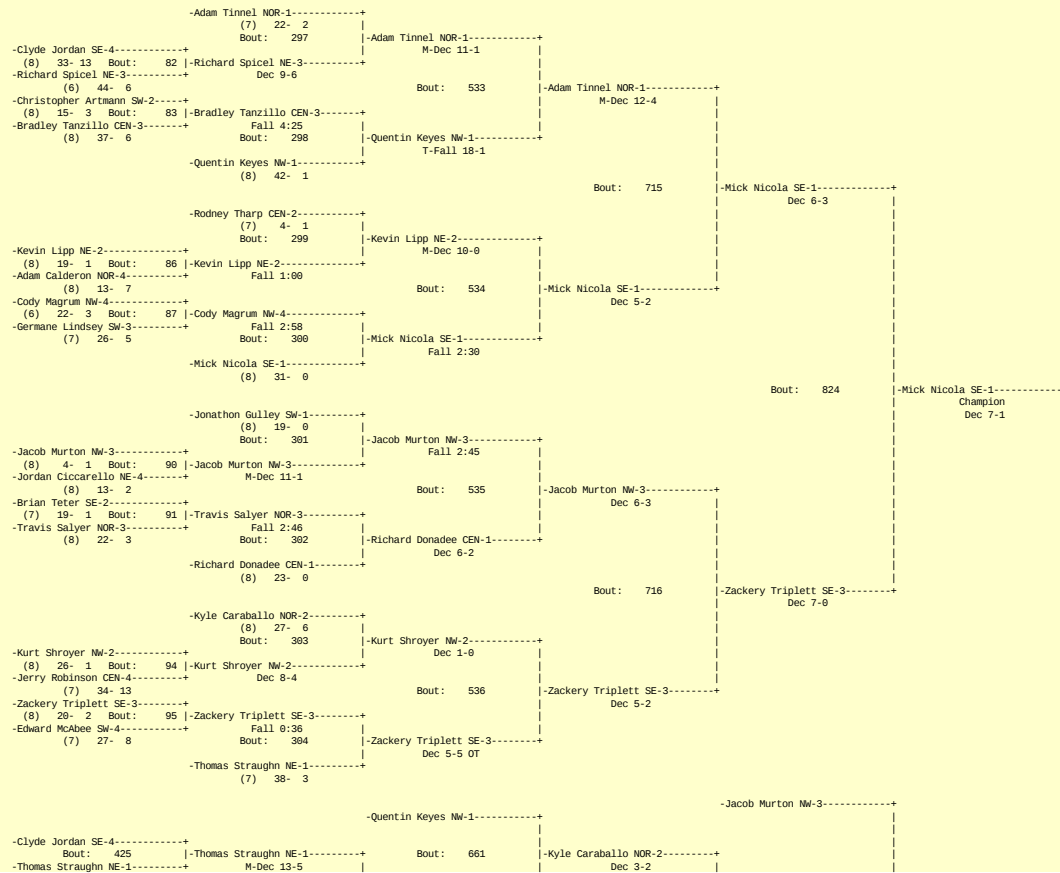 -Adam Tinnel NOR-1-----------+
(7) 22- 2 |
Bout: 297 |-Adam Tinnel NOR-1-----------+
-Clyde Jordan SE-4-----------+ | M-Dec 11-1 |
(8) 33- 13 Bout: 82 |-Richard Spicel NE-3---------+ |
-Richard Spicel NE-3---------+ Dec 9-6 |
(6) 44- 6 Bout: 533 |-Adam Tinnel NOR-1-----------+
-Christopher Artmann SW-2-----+ | M-Dec 12-4 |
(8) 15- 3 Bout: 83 |-Bradley Tanzillo CEN-3------+ | |
-Bradley Tanzillo CEN-3------+ Fall 4:25 | | |
(8) 37- 6 Bout: 298 |-Quentin Keyes NW-1----------+ |
| T-Fall 18-1 |
-Quentin Keyes NW-1----------+ |
(8) 42- 1 |
Bout: 715 |-Mick Nicola SE-1------------+
| Dec 6-3 |
-Rodney Tharp CEN-2----------+ | |
(7) 4- 1 | | |
Bout: 299 |-Kevin Lipp NE-2-------------+ | |
-Kevin Lipp NE-2-------------+ | M-Dec 10-0 | | |
(8) 19- 1 Bout: 86 |-Kevin Lipp NE-2-------------+ | | |
-Adam Calderon NOR-4---------+ Fall 1:00 | | |
(8) 13- 7 Bout: 534 |-Mick Nicola SE-1------------+ |
-Cody Magrum NW-4------------+ | Dec 5-2 |
(6) 22- 3 Bout: 87 |-Cody Magrum NW-4------------+ | |
-Germane Lindsey SW-3--------+ Fall 2:58 | | |
(7) 26- 5 Bout: 300 |-Mick Nicola SE-1------------+ |
| Fall 2:30 |
-Mick Nicola SE-1------------+ |
(8) 31- 0 |
Bout: 824 |-Mick Nicola SE-1------------
| Champion
-Jonathon Gulley SW-1--------+ | Dec 7-1
(8) 19- 0 | |
Bout: 301 |-Jacob Murton NW-3-----------+ |
-Jacob Murton NW-3-----------+ | Fall 2:45 | |
(8) 4- 1 Bout: 90 |-Jacob Murton NW-3-----------+ | |
-Jordan Ciccarello NE-4------+ M-Dec 11-1 | |
(8) 13- 2 Bout: 535 |-Jacob Murton NW-3-----------+ |
-Brian Teter SE-2------------+ | Dec 6-3 | |
(7) 19- 1 Bout: 91 |-Travis Salyer NOR-3---------+ | | |
-Travis Salyer NOR-3---------+ Fall 2:46 | | | |
(8) 22- 3 Bout: 302 |-Richard Donadee CEN-1-------+ | |
| Dec 6-2 | |
-Richard Donadee CEN-1-------+ | |
(8) 23- 0 | |
Bout: 716 |-Zackery Triplett SE-3-------+
| Dec 7-0
-Kyle Caraballo NOR-2--------+ |
(8) 27- 6 | |
Bout: 303 |-Kurt Shroyer NW-2-----------+ |
-Kurt Shroyer NW-2-----------+ | Dec 1-0 | |
(8) 26- 1 Bout: 94 |-Kurt Shroyer NW-2-----------+ | |
-Jerry Robinson CEN-4--------+ Dec 8-4 | |
(7) 34- 13 Bout: 536 |-Zackery Triplett SE-3-------+
-Zackery Triplett SE-3-------+ | Dec 5-2
(8) 20- 2 Bout: 95 |-Zackery Triplett SE-3-------+ |
-Edward McAbee SW-4----------+ Fall 0:36 | |
(7) 27- 8 Bout: 304 |-Zackery Triplett SE-3-------+
| Dec 5-5 OT
-Thomas Straughn NE-1--------+
(7) 38- 3
-Jacob Murton NW-3-----------+
-Quentin Keyes NW-1----------+ |
| |
-Clyde Jordan SE-4-----------+ | |
Bout: 425 |-Thomas Straughn NE-1--------+ Bout: 661 |-Kyle Caraballo NOR-2--------+ |
-Thomas Straughn NE-1--------+ M-Dec 13-5 | | Dec 3-2 | |